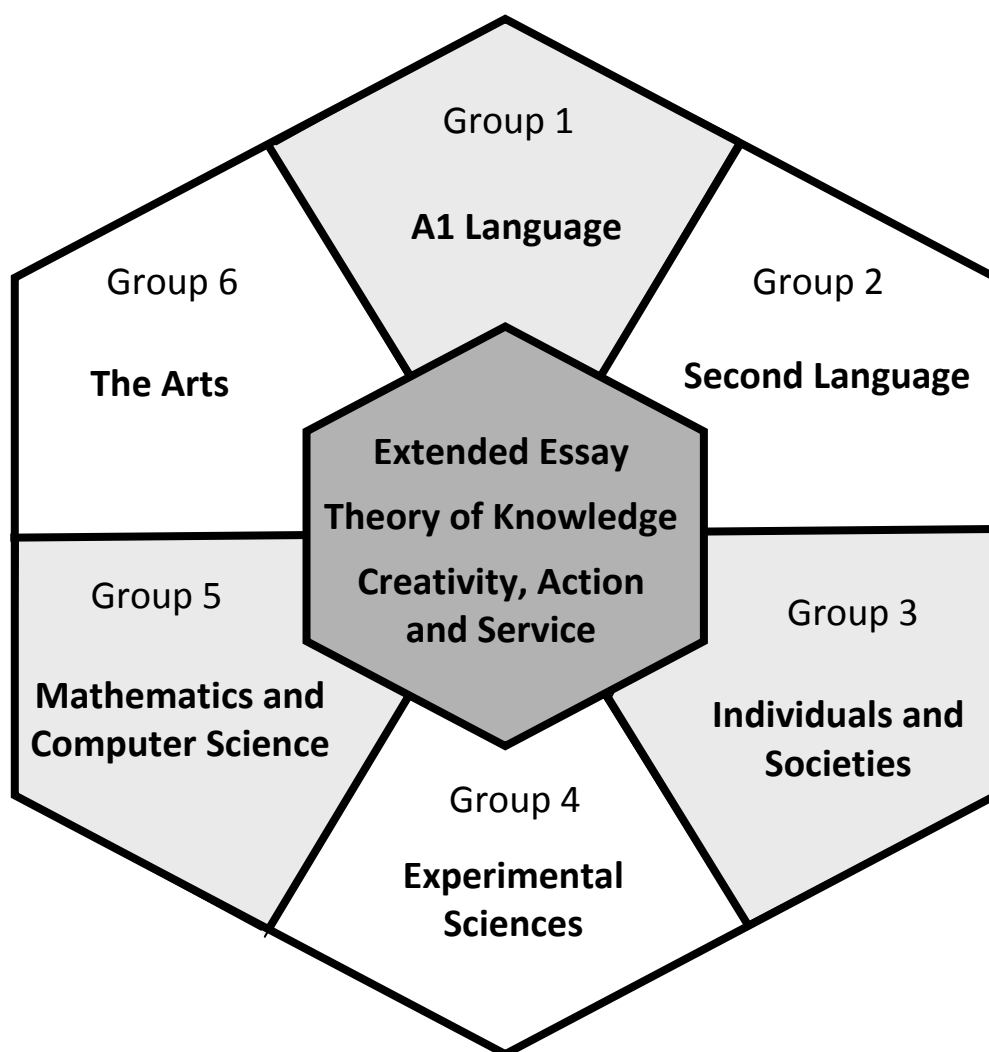 Group 1
A1 Language
Group 2
Second Language
Group 3
Individuals and
Societies
Group 4
Experimental
Sciences
Group 5
Mathematics and
Computer Science
Group 6
The Arts
Extended Essay
Theory of Knowledge
Creativity, Action
and Service